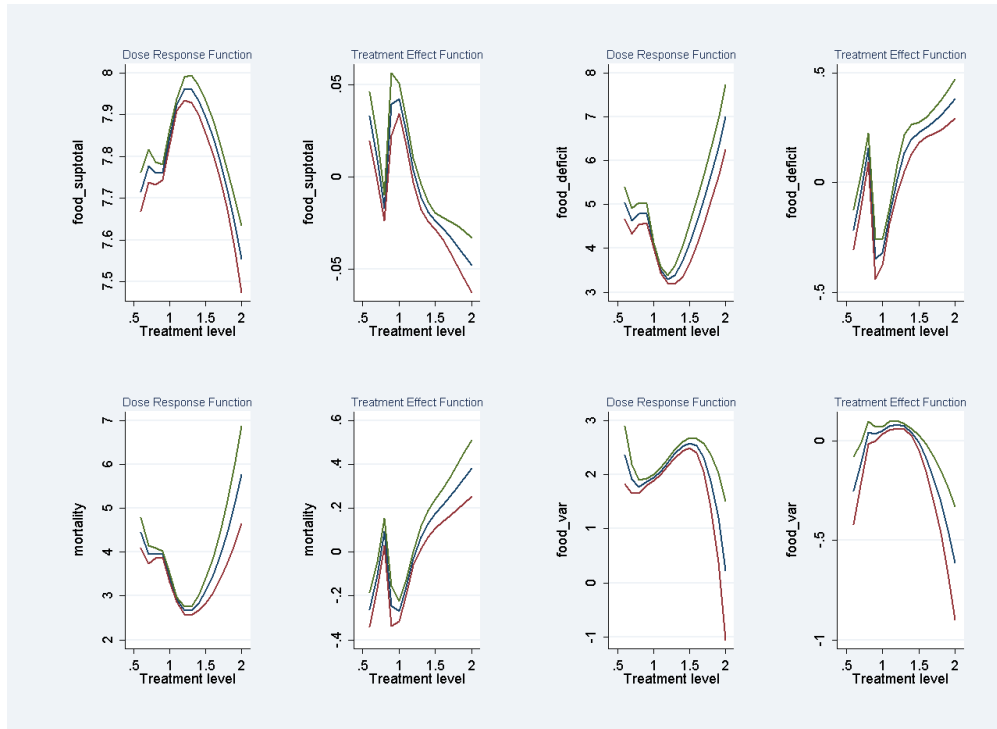 Dose Response Function
food_suptotal
8
7.9
7.8
7.7
7.6
7.5
.5 1 1.5 2
Treatment level
Treatment Effect Function
food_suptotal
.05
0
-.05
.5 1 1.5 2
Treatment level
Dose Response Function
food_deficit
8
7
6
5
4
3
.5 1 1.5 2
Treatment level
Treatment Effect Function
food_deficit
.5
0
-.5
.5 1 1.5 2
Treatment level
Dose Response Function
mortality
7
6
5
4
3
2
.5 1 1.5 2
Treatment level
Treatment Effect Function
mortality
.6
.4
.2
0
-.2
-.4
.5 1 1.5 2
Treatment level
Dose Response Function
food_var
3
2
1
0
-1
.5 1 1.5 2
Treatment level
Treatment Effect Function
food_var
0
-.5
-1
.5 1 1.5 2
Treatment level